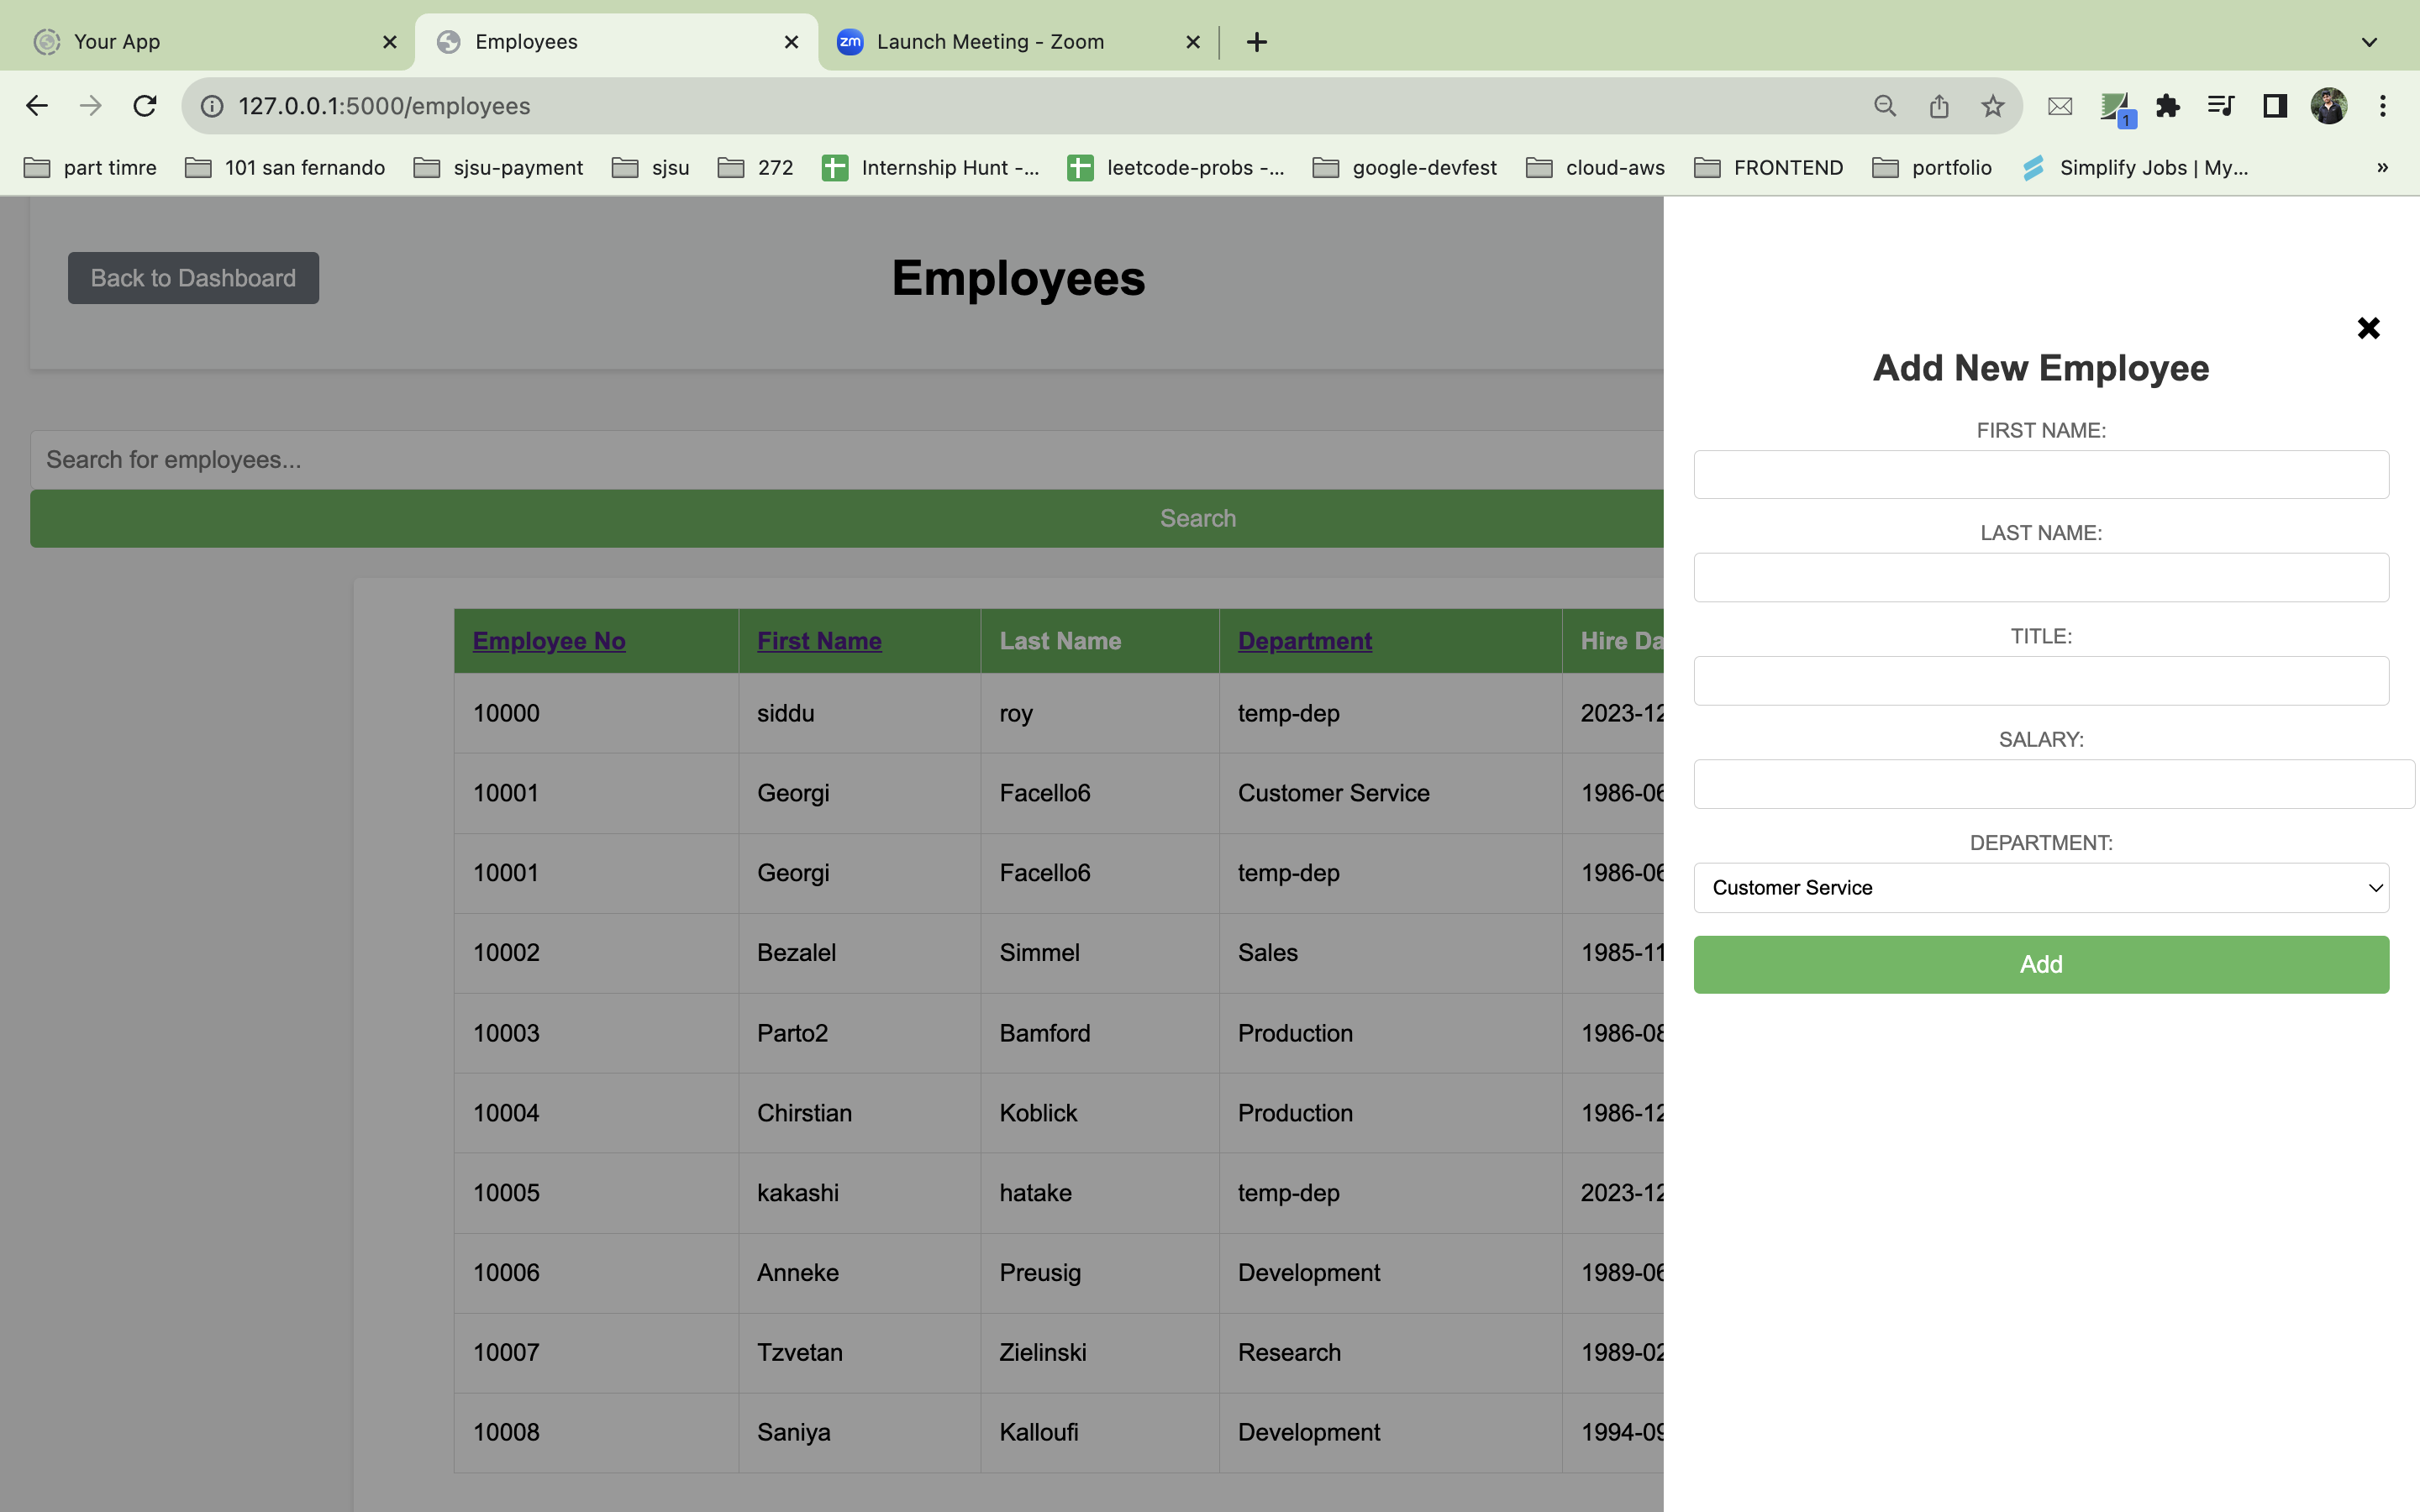 Your App
Employees
zm Launch Meeting - Zoom
127.0.0.1:5000/employees
1
part timre
101 san fernando
sjsu-payment
sjsu
272
Internship Hunt -...
leetcode-probs -...
google-devfest
cloud-aws
FRONTEND
portfolio
Simplify Jobs | My...
»
Back to Dashboard
Employees
Search for employees...
Search
Employee No First Name Last Name Department Hire Da
10000 siddu roy temp-dep 2023-12
10001 Georgi Facello6 Customer Service 1986-06
10001 Georgi Facello6 temp-dep 1986-06
10002 Bezalel Simmel Sales 1985-11
10003 Parto2 Bamford Production 1986-08
10004 Chirstian Koblick Production 1986-12
10005 kakashi hatake temp-dep 2023-12
10006 Anneke Preusig Development 1989-06
10007 Tzvetan Zielinski Research 1989-02
10008 Saniya Kalloufi Development 1994-09
Add New Employee
FIRST NAME:
LAST NAME:
TITLE:
SALARY:
DEPARTMENT:
Customer Service
Add